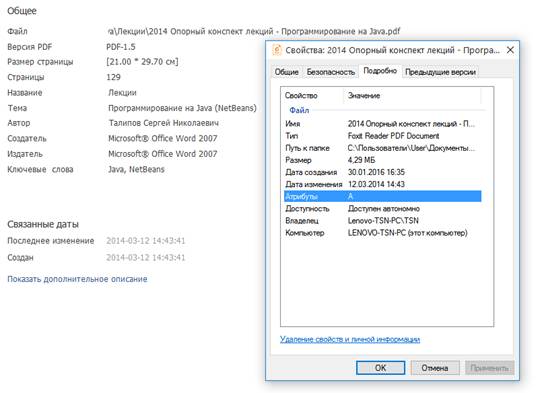 Общее
Файл га\Лекции\2014 Опорный конспект лекций - Программирование на Java.pdf
Версия PDF PDF-1.5
Размер страницы [21.00 * 29.70 см]
Страницы 129
Название Лекции
Тема Программирование на Java (NetBeans)
Автор Талипов Сергей Николаевич
Создатель Microsoft® Office Word 2007
Издатель Microsoft® Office Word 2007
Ключевые слова Java, NetBeans
Связанные даты
Последнее изменение 2014-03-12 14:43:41
Создан 2014-03-12 14:43:41
Показать дополнительное описание
Свойства: 2014 Опорный конспект лекций - Програ...
Общие Безопасность Подробно Предыдущие версии
Свойство Значение
Файл
Имя 2014 Опорный конспект лекций - П...
Тип Foxit Reader PDF Document
Путь к папке C:\Пользователи\User\Документы...
Размер 4,29 МБ
Дата создания 30.01.2016 16:35
Дата изменения 12.03.2014 14:43
Атрибуты A
Доступность Доступен автономно
Владелец Lenovo-TSN-PC\TSN
Компьютер LENOVO-TSN-PC (этот компьютер)
Удаление свойств и личной информации
OK Отмена Применить